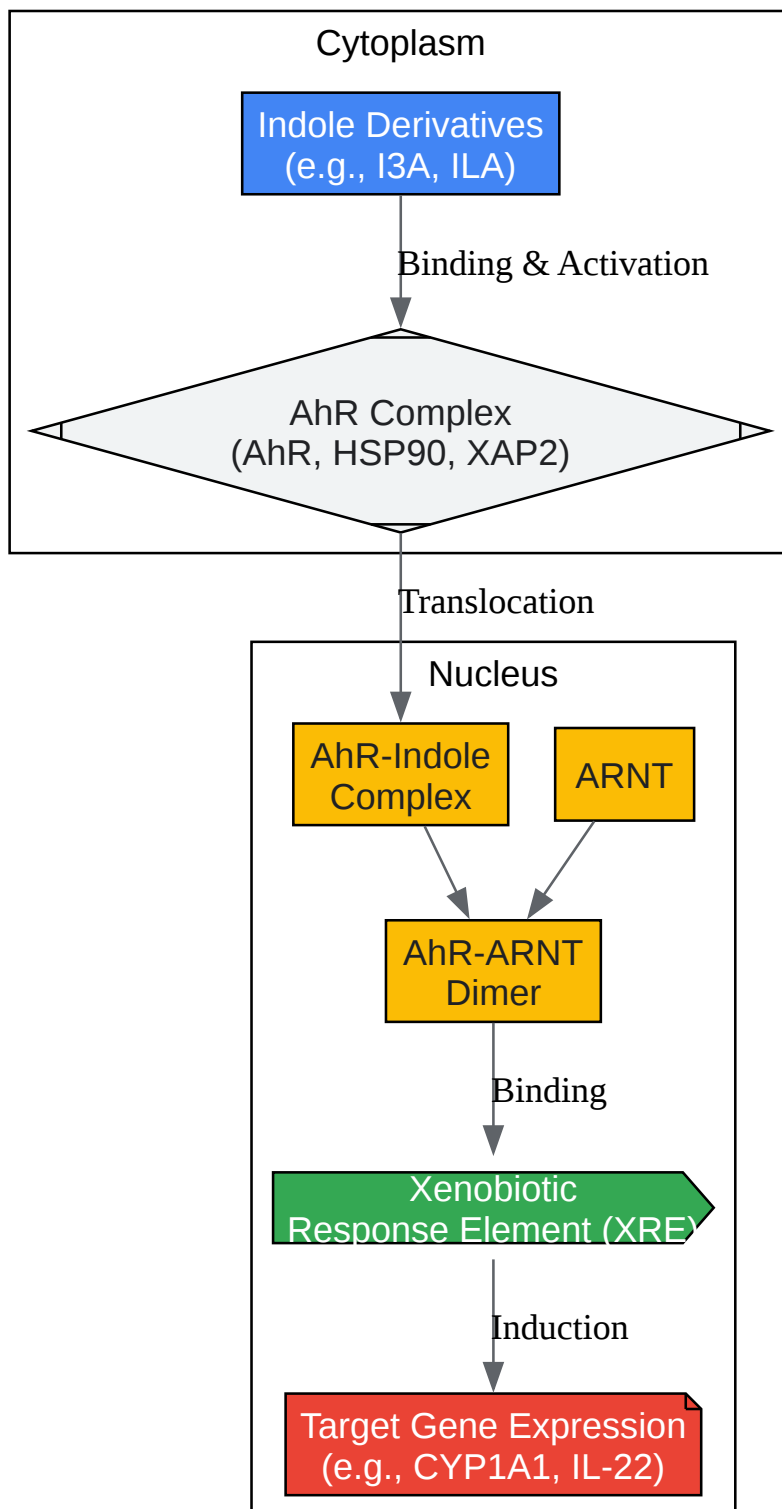 Cytoplasm
Indole Derivatives
(e.g., I3A, ILA)
Binding & Activation
AhR Complex
(AhR, HSP90, XAP2)
Translocation
Nucleus
AhR-Indole
Complex
ARNT
AhR-ARNT
Dimer
Binding
Xenobiotic
Response Element (XRE)
Induction
Target Gene Expression
(e.g., CYP1A1, IL-22)